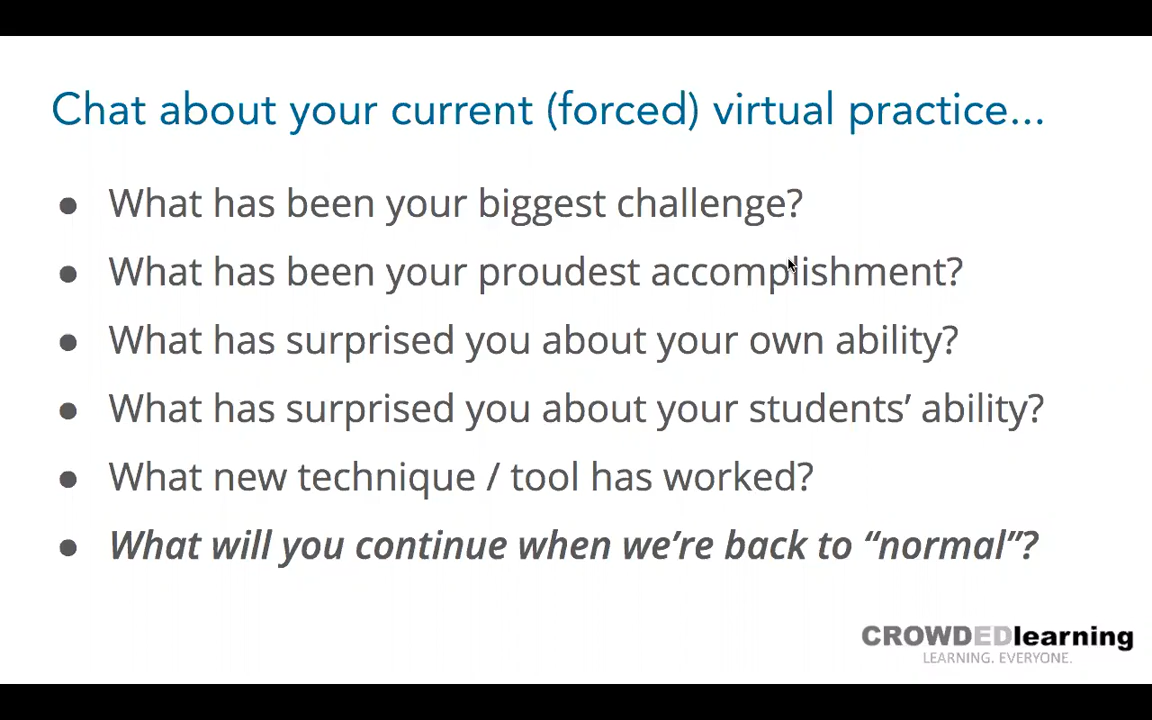 Chat about your current (forced) virtual practice...
● What has been your biggest challenge?
● What has been your proudest accomplishment?
● What has surprised you about your own ability?
● What has surprised you about your students’ ability?
● What new technique / tool has worked?
● What will you continue when we’re back to “normal”?
CROWDEDlearning
LEARNING. EVERYONE.